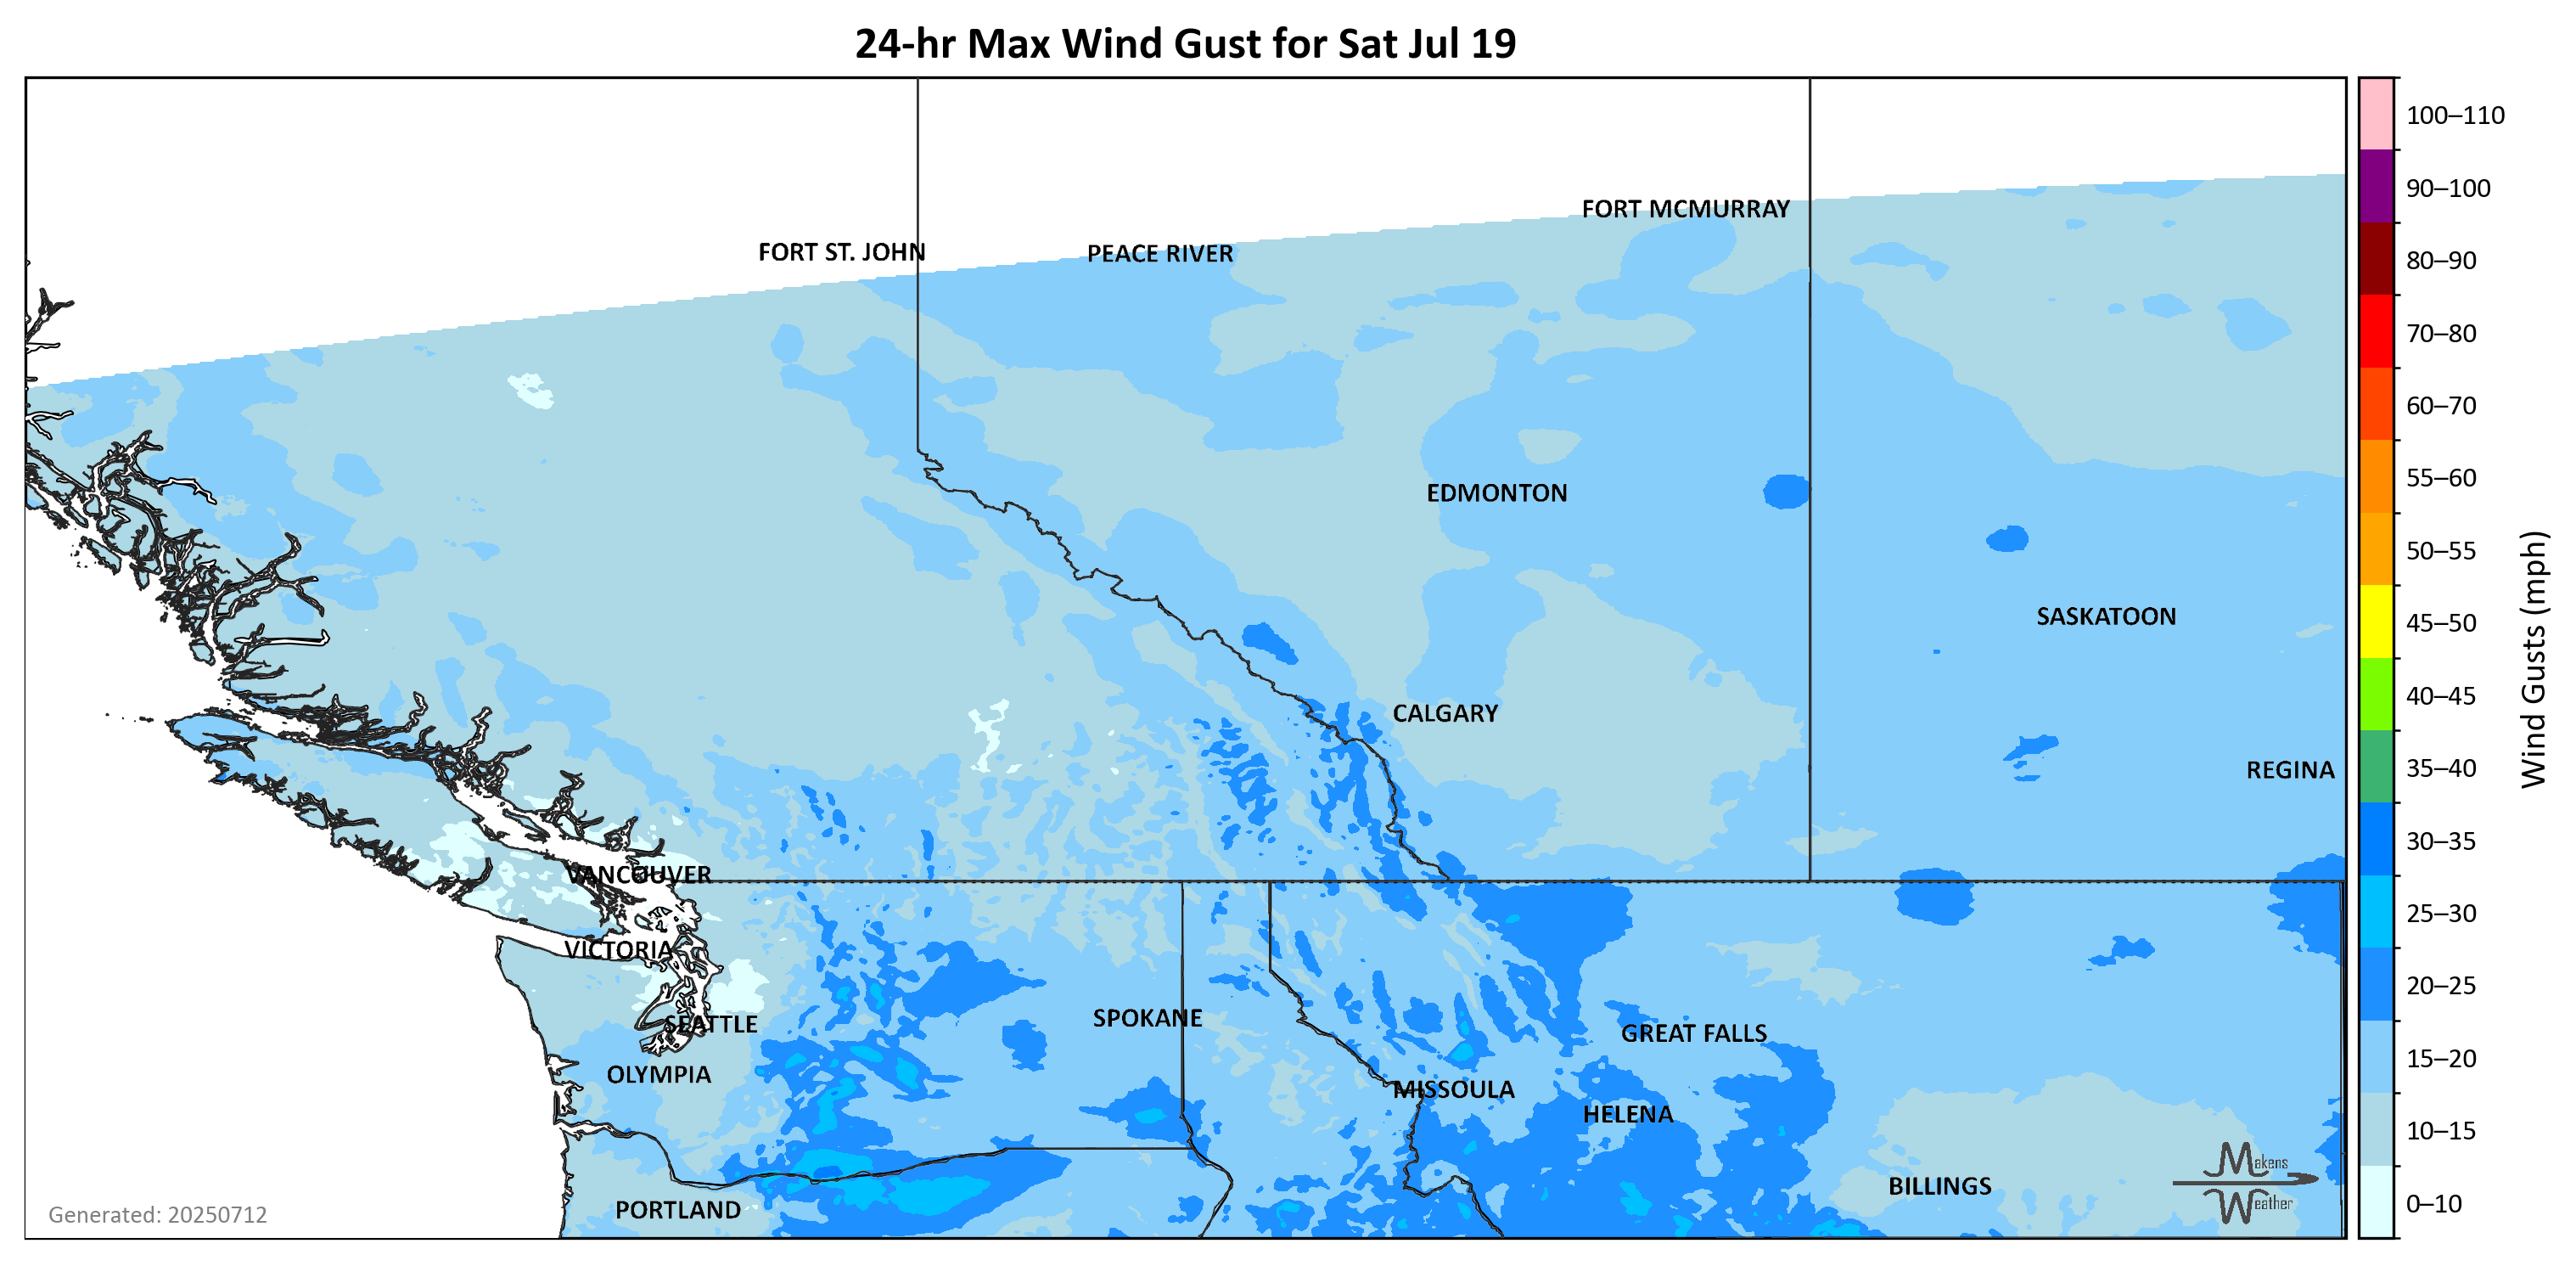 24-hr Max Wind Gust for Sat Jul 19
100–110
90–100
80–90
70–80
60–70
55–60
50–55
45–50
40–45
35–40
30–35
25–30
20–25
15–20
10–15
0–10
Wind Gusts (mph)
FORT MCMURRAY
FORT ST. JOHN
PEACE RIVER
EDMONTON
SASKATOON
CALGARY
REGINA
VANCOUVER
VICTORIA
SEATTLE
SPOKANE
GREAT FALLS
OLYMPIA
MISSOULA
HELENA
BILLINGS
PORTLAND
Makens
Weather
Generated: 20250712